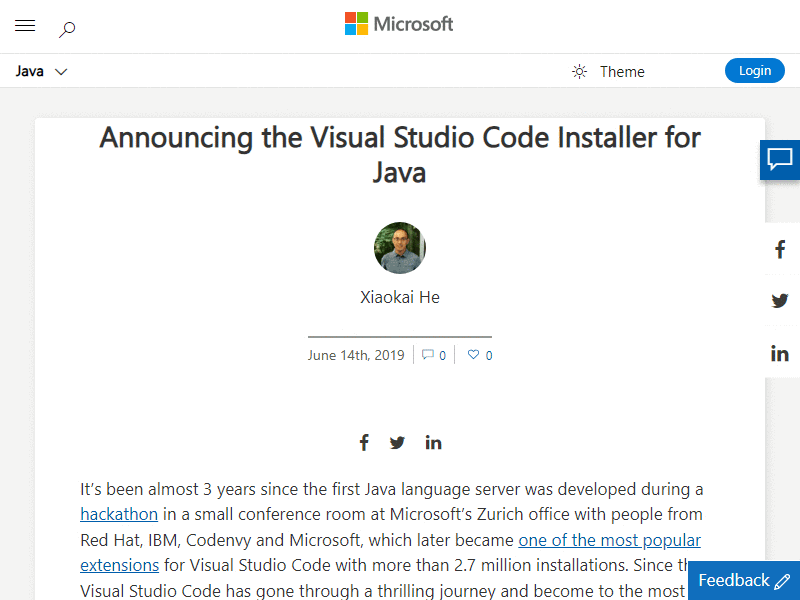 Microsoft
Java
Theme
Login
Announcing the Visual Studio Code Installer for
Java
Xiaokai He
June 14th, 2019
0
0
It’s been almost 3 years since the first Java language server was developed during a
hackathon in a small conference room at Microsoft’s Zurich office with people from
Red Hat, IBM, Codenvy and Microsoft, which later became one of the most popular
extensions for Visual Studio Code with more than 2.7 million installations. Since
Visual Studio Code has gone through a thrilling journey and become to the most
Feedback